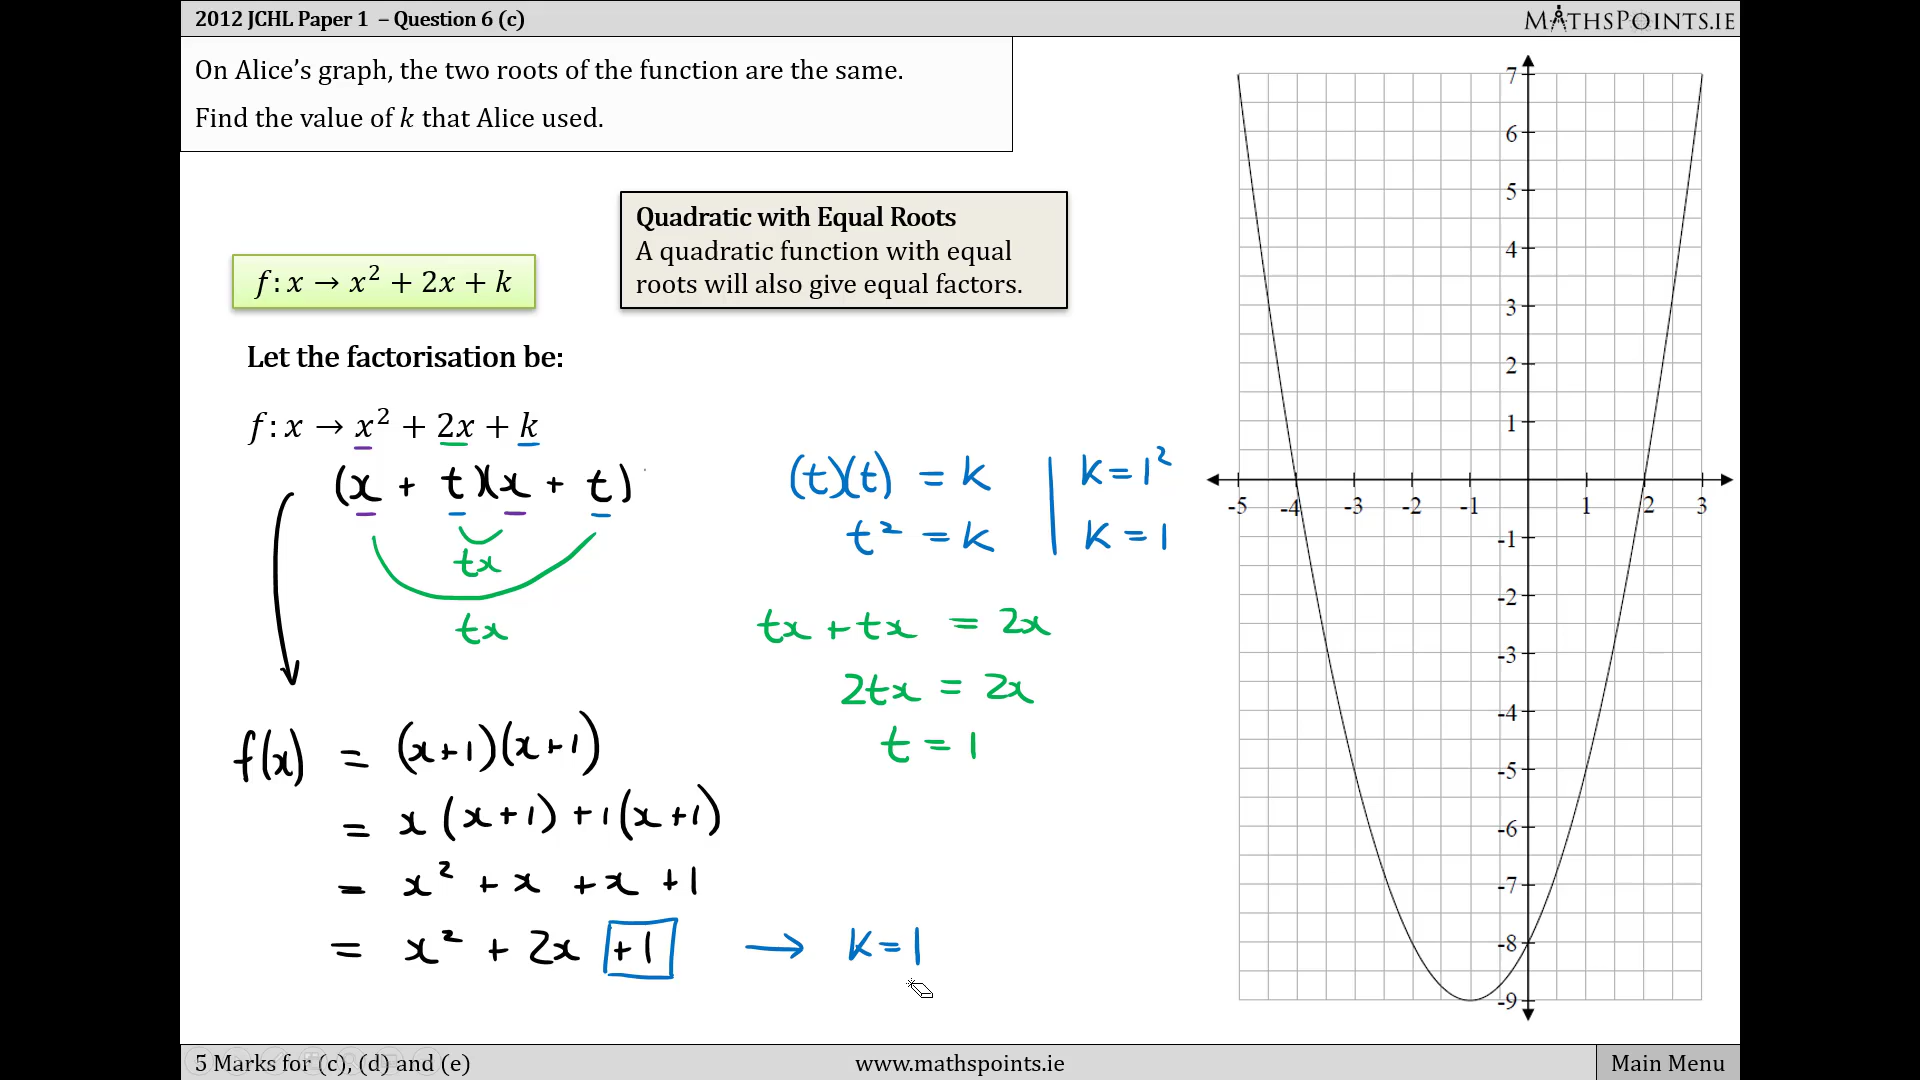 2012 JCHL Paper 1 – Question 6 (c)
MATHSPOINTS.IE
On Alice's graph, the two roots of the function are the same.
Find the value of k that Alice used.
Quadratic with Equal Roots
A quadratic function with equal
roots will also give equal factors.
f: x → x² + 2x + k
Let the factorisation be:
f: x → x² + 2x + k
(x + t)(x + t)
tx
tx
(t)(t) = k
t² = k
k = 1²
k = 1
tx + tx = 2x
2tx = 2x
t = 1
f(x) = (x+1)(x+1)
= x(x+1) +1(x+1)
= x² + x + x + 1
= x² + 2x +1 → k = 1
7
6
5
4
3
2
1
-5 -4 -3 -2 -1 1 2 3
-1
-2
-3
-4
-5
-6
-7
-8
-9
5 Marks for (c), (d) and (e)
www.mathspoints.ie
Main Menu